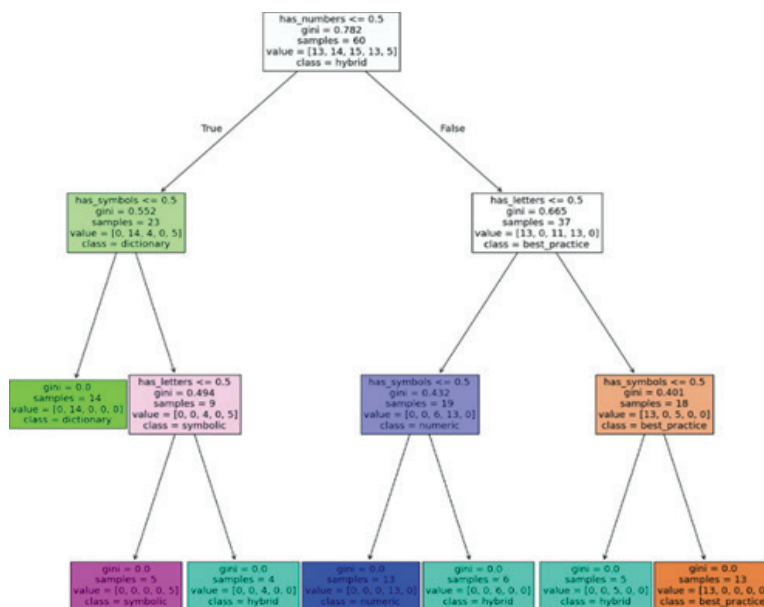 has_numbers <= 0.5
gini = 0.782
samples = 60
value = [13, 14, 15, 13, 5]
class = hybrid
True
False
has_symbols <= 0.5
gini = 0.552
samples = 23
value = [0, 14, 4, 0, 5]
class = dictionary
has_letters <= 0.5
gini = 0.665
samples = 37
value = [13, 0, 11, 13, 0]
class = best_practice
gini = 0.0
samples = 14
value = [0, 14, 0, 0, 0]
class = dictionary
has_letters <= 0.5
gini = 0.494
samples = 9
value = [0, 0, 4, 0, 5]
class = symbolic
has_symbols <= 0.5
gini = 0.432
samples = 19
value = [0, 0, 6, 13, 0]
class = numeric
has_symbols <= 0.5
gini = 0.401
samples = 18
value = [13, 0, 5, 0, 0]
class = best_practice
gini = 0.0
samples = 5
value = [0, 0, 0, 0, 5]
class = symbolic
gini = 0.0
samples = 4
value = [0, 0, 4, 0, 0]
class = hybrid
gini = 0.0
samples = 13
value = [0, 0, 0, 13, 0]
class = numeric
gini = 0.0
samples = 6
value = [0, 0, 6, 0, 0]
class = hybrid
gini = 0.0
samples = 5
value = [0, 0, 5, 0, 0]
class = hybrid
gini = 0.0
samples = 13
value = [13, 0, 0, 0, 0]
class = best_practice